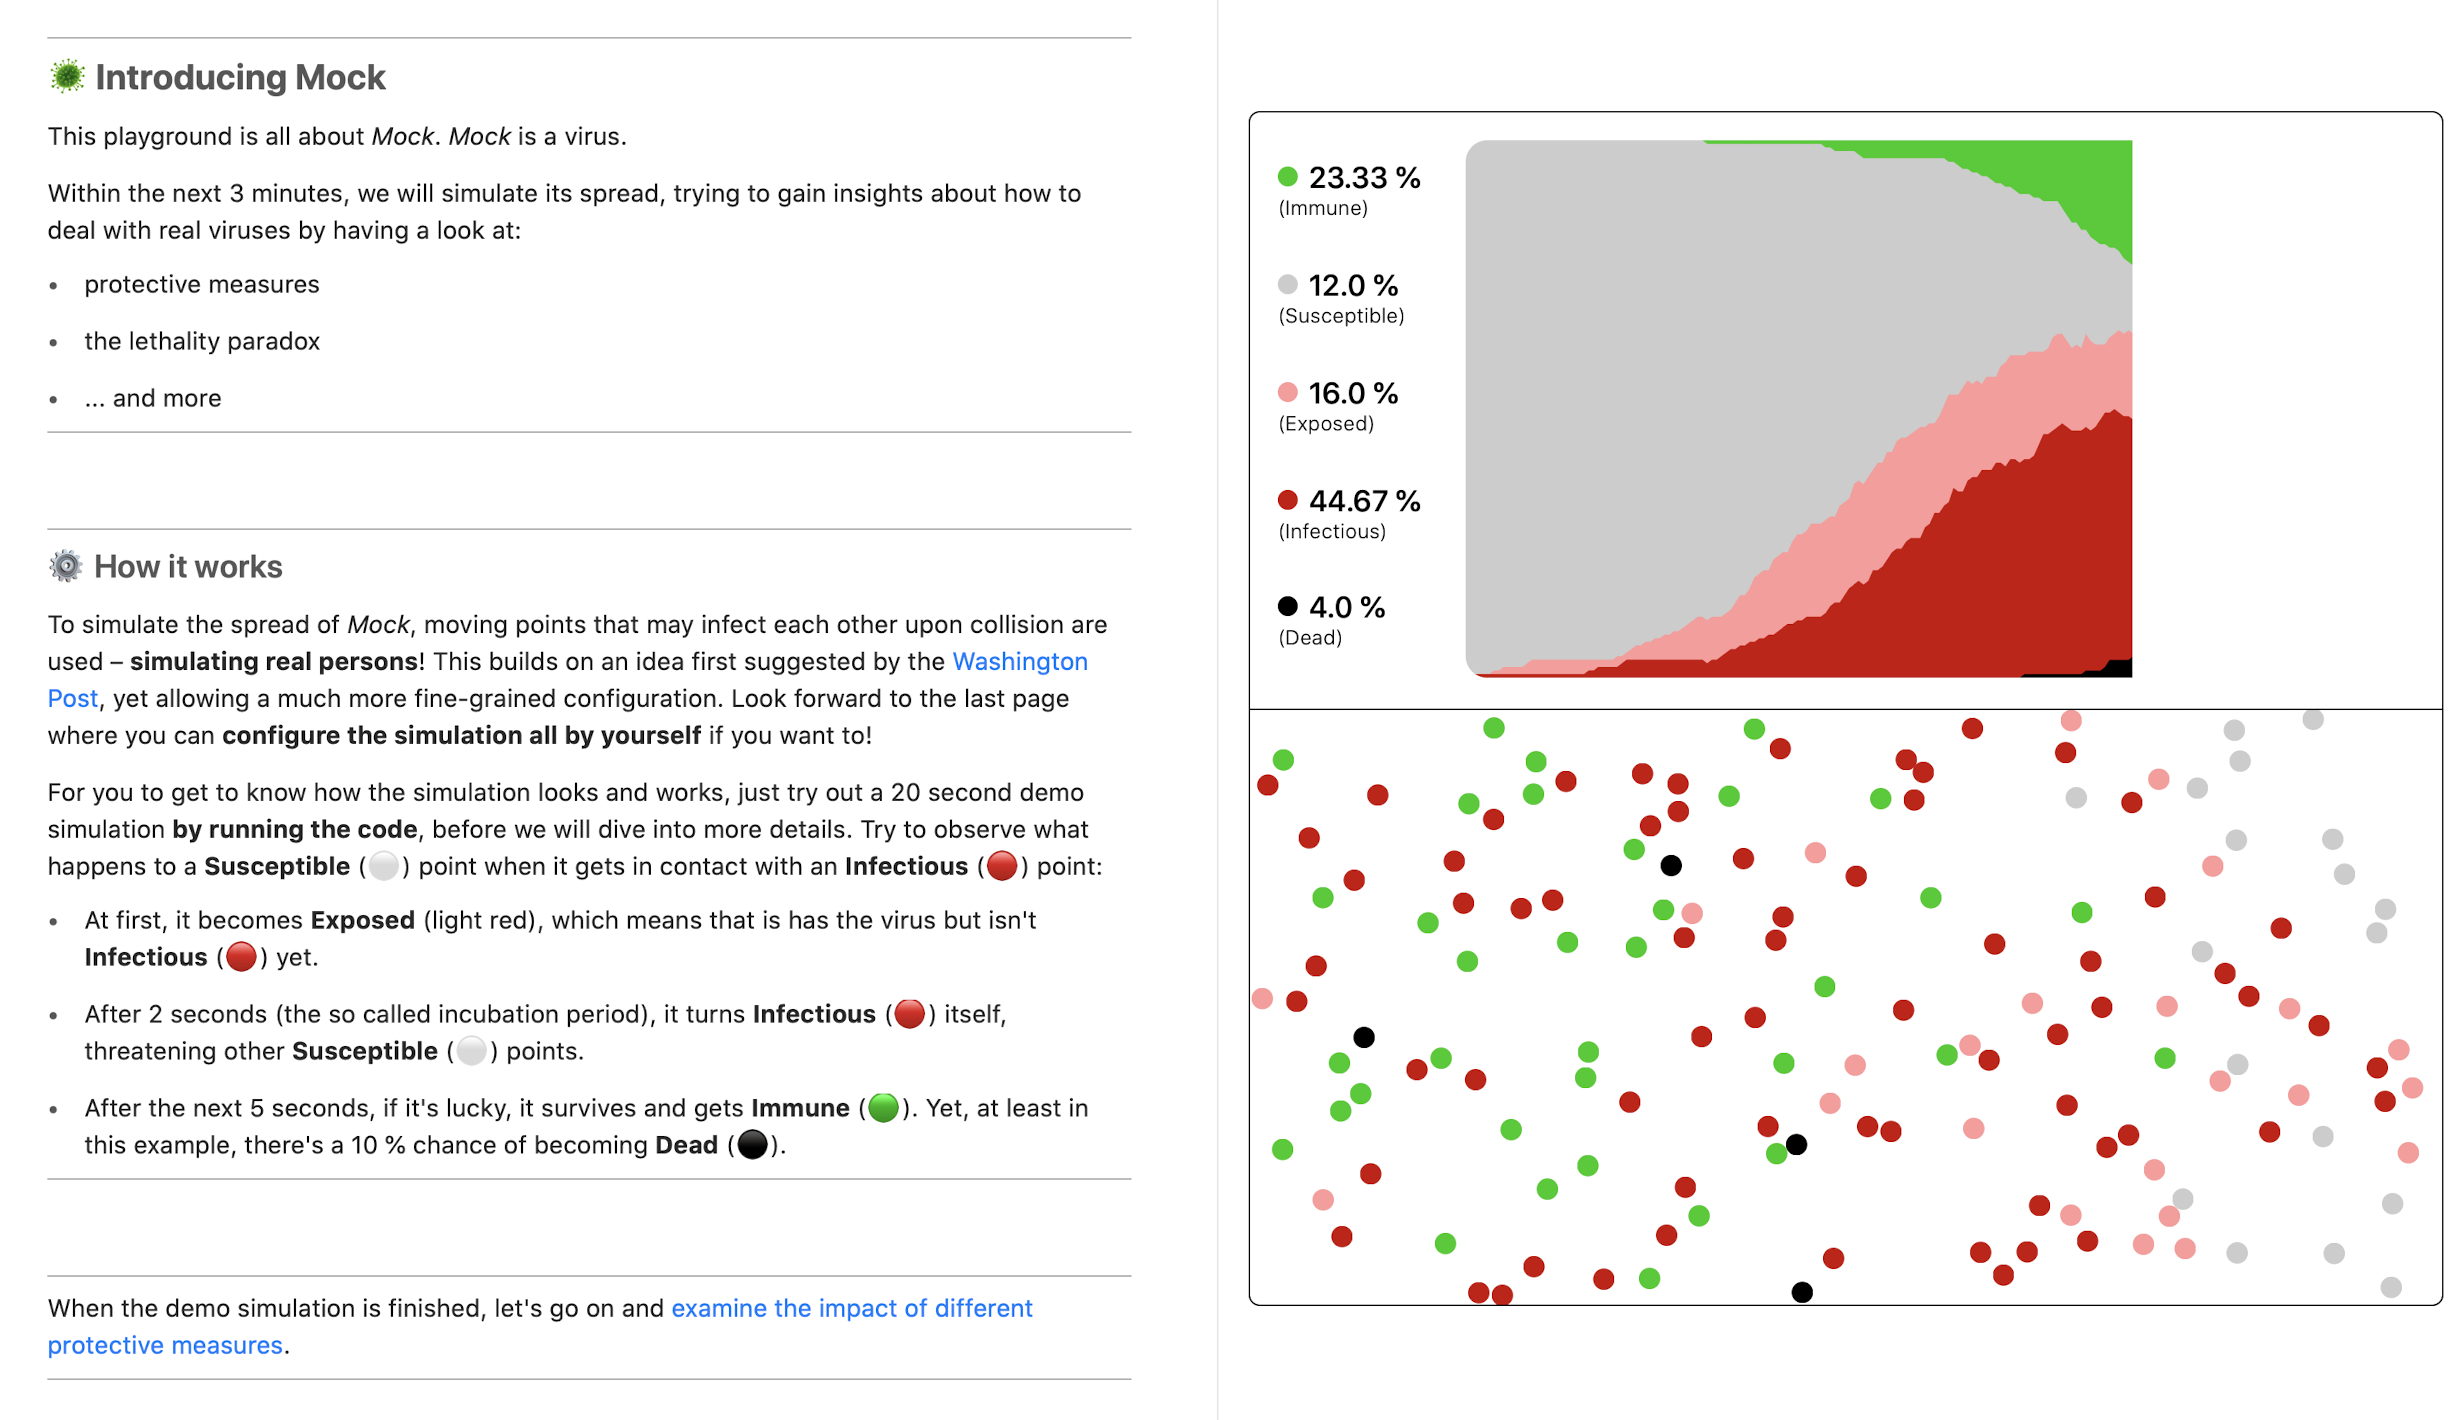 Introducing Mock
This playground is all about Mock. Mock is a virus.
Within the next 3 minutes, we will simulate its spread, trying to gain insights about how to
deal with real viruses by having a look at:
• protective measures
• the lethality paradox
• ... and more
How it works
To simulate the spread of Mock, moving points that may infect each other upon collision are
used – simulating real persons! This builds on an idea first suggested by the Washington
Post, yet allowing a much more fine-grained configuration. Look forward to the last page
where you can configure the simulation all by yourself if you want to!
For you to get to know how the simulation looks and works, just try out a 20 second demo
simulation by running the code, before we will dive into more details. Try to observe what
happens to a Susceptible (⚪) point when it gets in contact with an Infectious (🔴) point:
• At first, it becomes Exposed (light red), which means that is has the virus but isn't
Infectious (🔴) yet.
• After 2 seconds (the so called incubation period), it turns Infectious (🔴) itself,
threatening other Susceptible (⚪) points.
• After the next 5 seconds, if it's lucky, it survives and gets Immune (🟢). Yet, at least in
this example, there's a 10 % chance of becoming Dead (⚫).
When the demo simulation is finished, let's go on and examine the impact of different
protective measures.
23.33 %
(Immune)
12.0 %
(Susceptible)
16.0 %
(Exposed)
44.67 %
(Infectious)
4.0 %
(Dead)